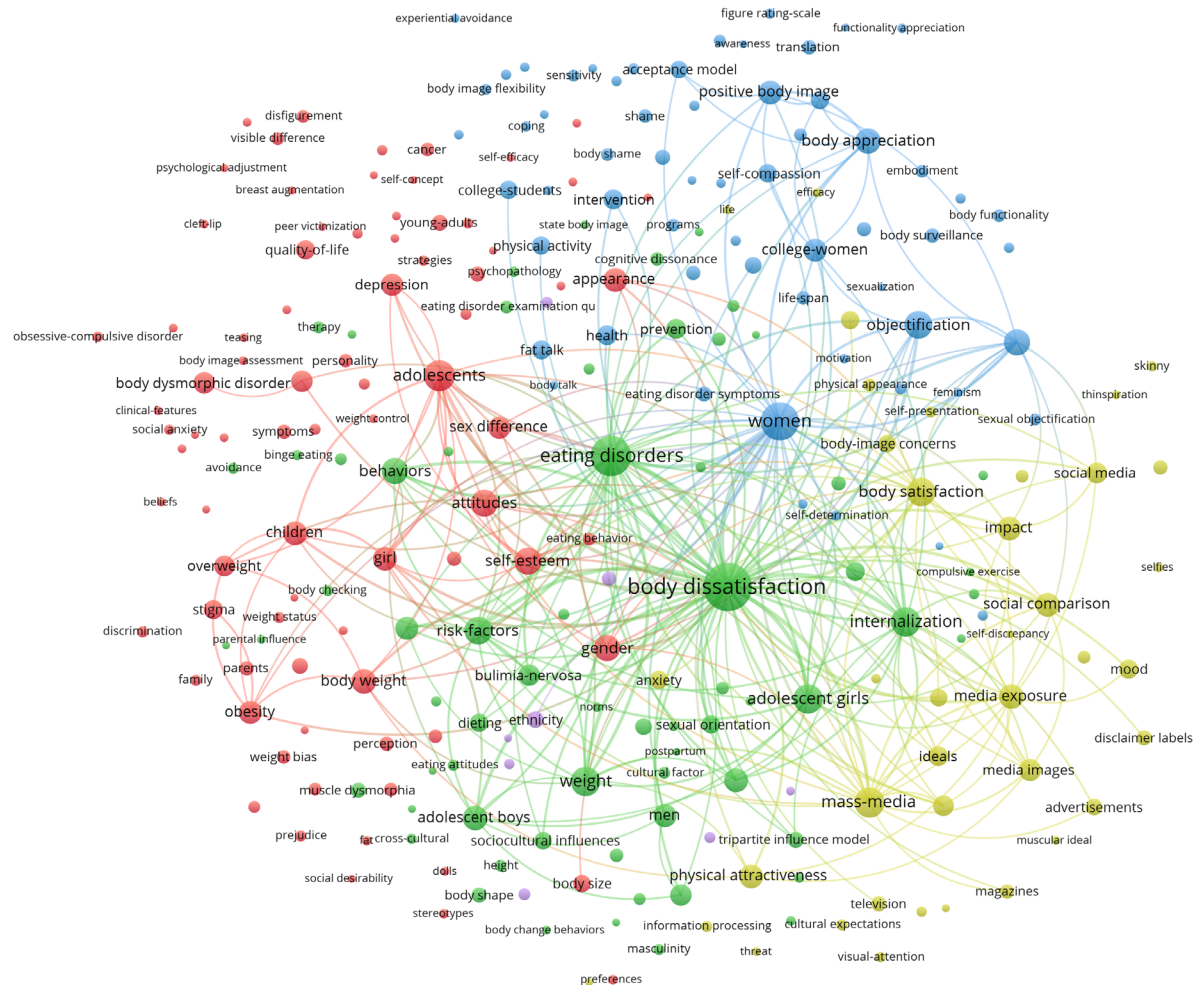 figure rating-scale
experiential avoidance
functionality appreciation
awareness
translation
acceptance model
sensitivity
body image flexibility
positive body image
disfigurement
shame
coping
visible difference
body appreciation
cancer
self-efficacy
body shame
psychological adjustment
self-compassion
embodiment
self-concept
breast augmentation
college-students
efficacy
intervention
life
body functionality
cleft-lip
peer victimization
young-adults
state body image
programs
body surveillance
quality-of-life
physical activity
college-women
strategies
cognitive dissonance
psychopathology
depression
appearance
sexualization
life-span
eating disorder examination qu
objectification
therapy
prevention
obsessive-compulsive disorder
teasing
health
fat talk
body image assessment
personality
motivation
skinny
adolescents
body dysmorphic disorder
body talk
physical appearance
eating disorder symptoms
feminism
thinspiration
clinical-features
weight control
self-presentation
sexual objectification
women
sex difference
social anxiety
symptoms
body-image concerns
binge eating
eating disorders
avoidance
behaviors
social media
body satisfaction
beliefs
attitudes
self-determination
impact
children
eating behavior
girl
self-esteem
overweight
compulsive exercise
selfies
body dissatisfaction
body checking
social comparison
stigma
weight status
internalization
discrimination
risk-factors
self-discrepancy
parental influence
gender
parents
mood
bulimia-nervosa
family
body weight
anxiety
media exposure
adolescent girls
norms
obesity
ethnicity
dieting
sexual orientation
disclaimer labels
perception
postpartum
weight bias
ideals
eating attitudes
cultural factor
media images
weight
muscle dysmorphia
mass-media
advertisements
men
adolescent boys
prejudice
fat
cross-cultural
sociocultural influences
tripartite influence model
muscular ideal
height
dolls
physical attractiveness
social desirability
body size
body shape
magazines
television
stereotypes
information processing
cultural expectations
body change behaviors
masculinity
threat
visual-attention
preferences